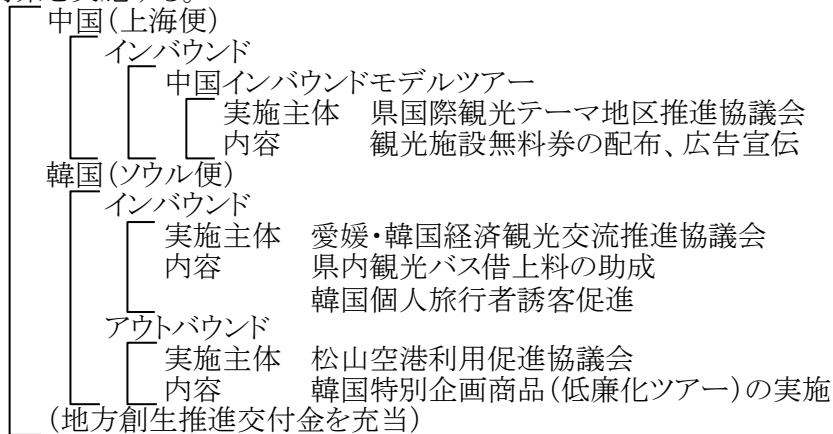 中国(上海便)
インバウンド
中国インバウンドモデルツアー
実施主体 県国際観光テーマ地区推進協議会
内容 観光施設無料券の配布、広告宣伝
韓国(ソウル便)
インバウンド
実施主体 愛媛・韓国経済観光交流推進協議会
内容 県内観光バス借上料の助成
韓国個人旅行者誘客促進
アウトバウンド
実施主体 松山空港利用促進協議会
内容 韓国特別企画商品(低廉化ツアー)の実施
(地方創生推進交付金を充当)